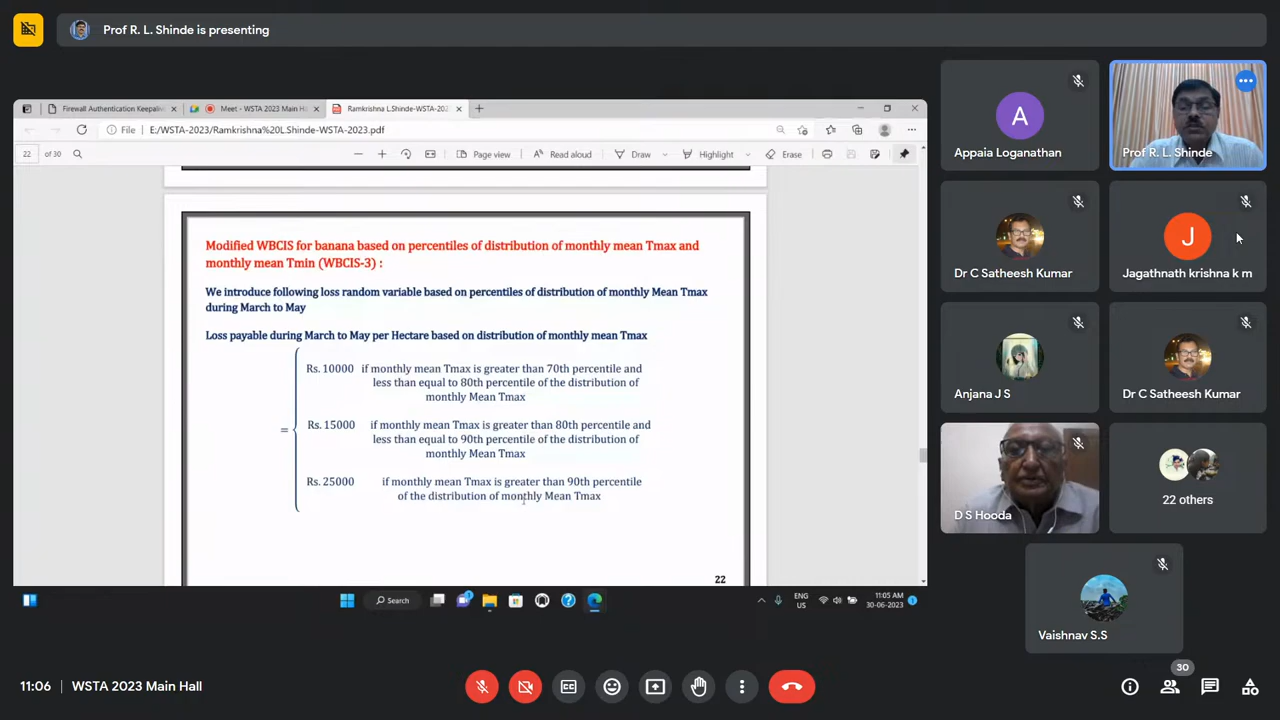 Prof R. L. Shinde is presenting
Firewall Authentication Keepaliv
Meet - WSTA 2023 Main H
Ramkrishna L.Shinde-WSTA-202
File
E:/WSTA-2023/Ramkrishna%20L.Shinde-WSTA-2023.pdf
22 of 30
Page view
Read aloud
Draw
Highlight
Erase
Modified WBCIS for banana based on percentiles of distribution of monthly mean Tmax and
monthly mean Tmin (WBCIS-3) :
We introduce following loss random variable based on percentiles of distribution of monthly Mean Tmax
during March to May
Loss payable during March to May per Hectare based on distribution of monthly mean Tmax
Rs. 10000 if monthly mean Tmax is greater than 70th percentile and
less than equal to 80th percentile of the distribution of
monthly Mean Tmax
= Rs. 15000 if monthly mean Tmax is greater than 80th percentile and
less than equal to 90th percentile of the distribution of
monthly Mean Tmax
Rs. 25000 if monthly mean Tmax is greater than 90th percentile
of the distribution of monthly Mean Tmax
22
Search
ENG
US
11:05 AM
30-06-2023
A
Appaia Loganathan
Prof R. L. Shinde
Dr C Satheesh Kumar
J
Jagathnath krishna k m
Anjana J S
Dr C Satheesh Kumar
D S Hooda
22 others
Vaishnav S.S
11:06 | WSTA 2023 Main Hall
CC
30